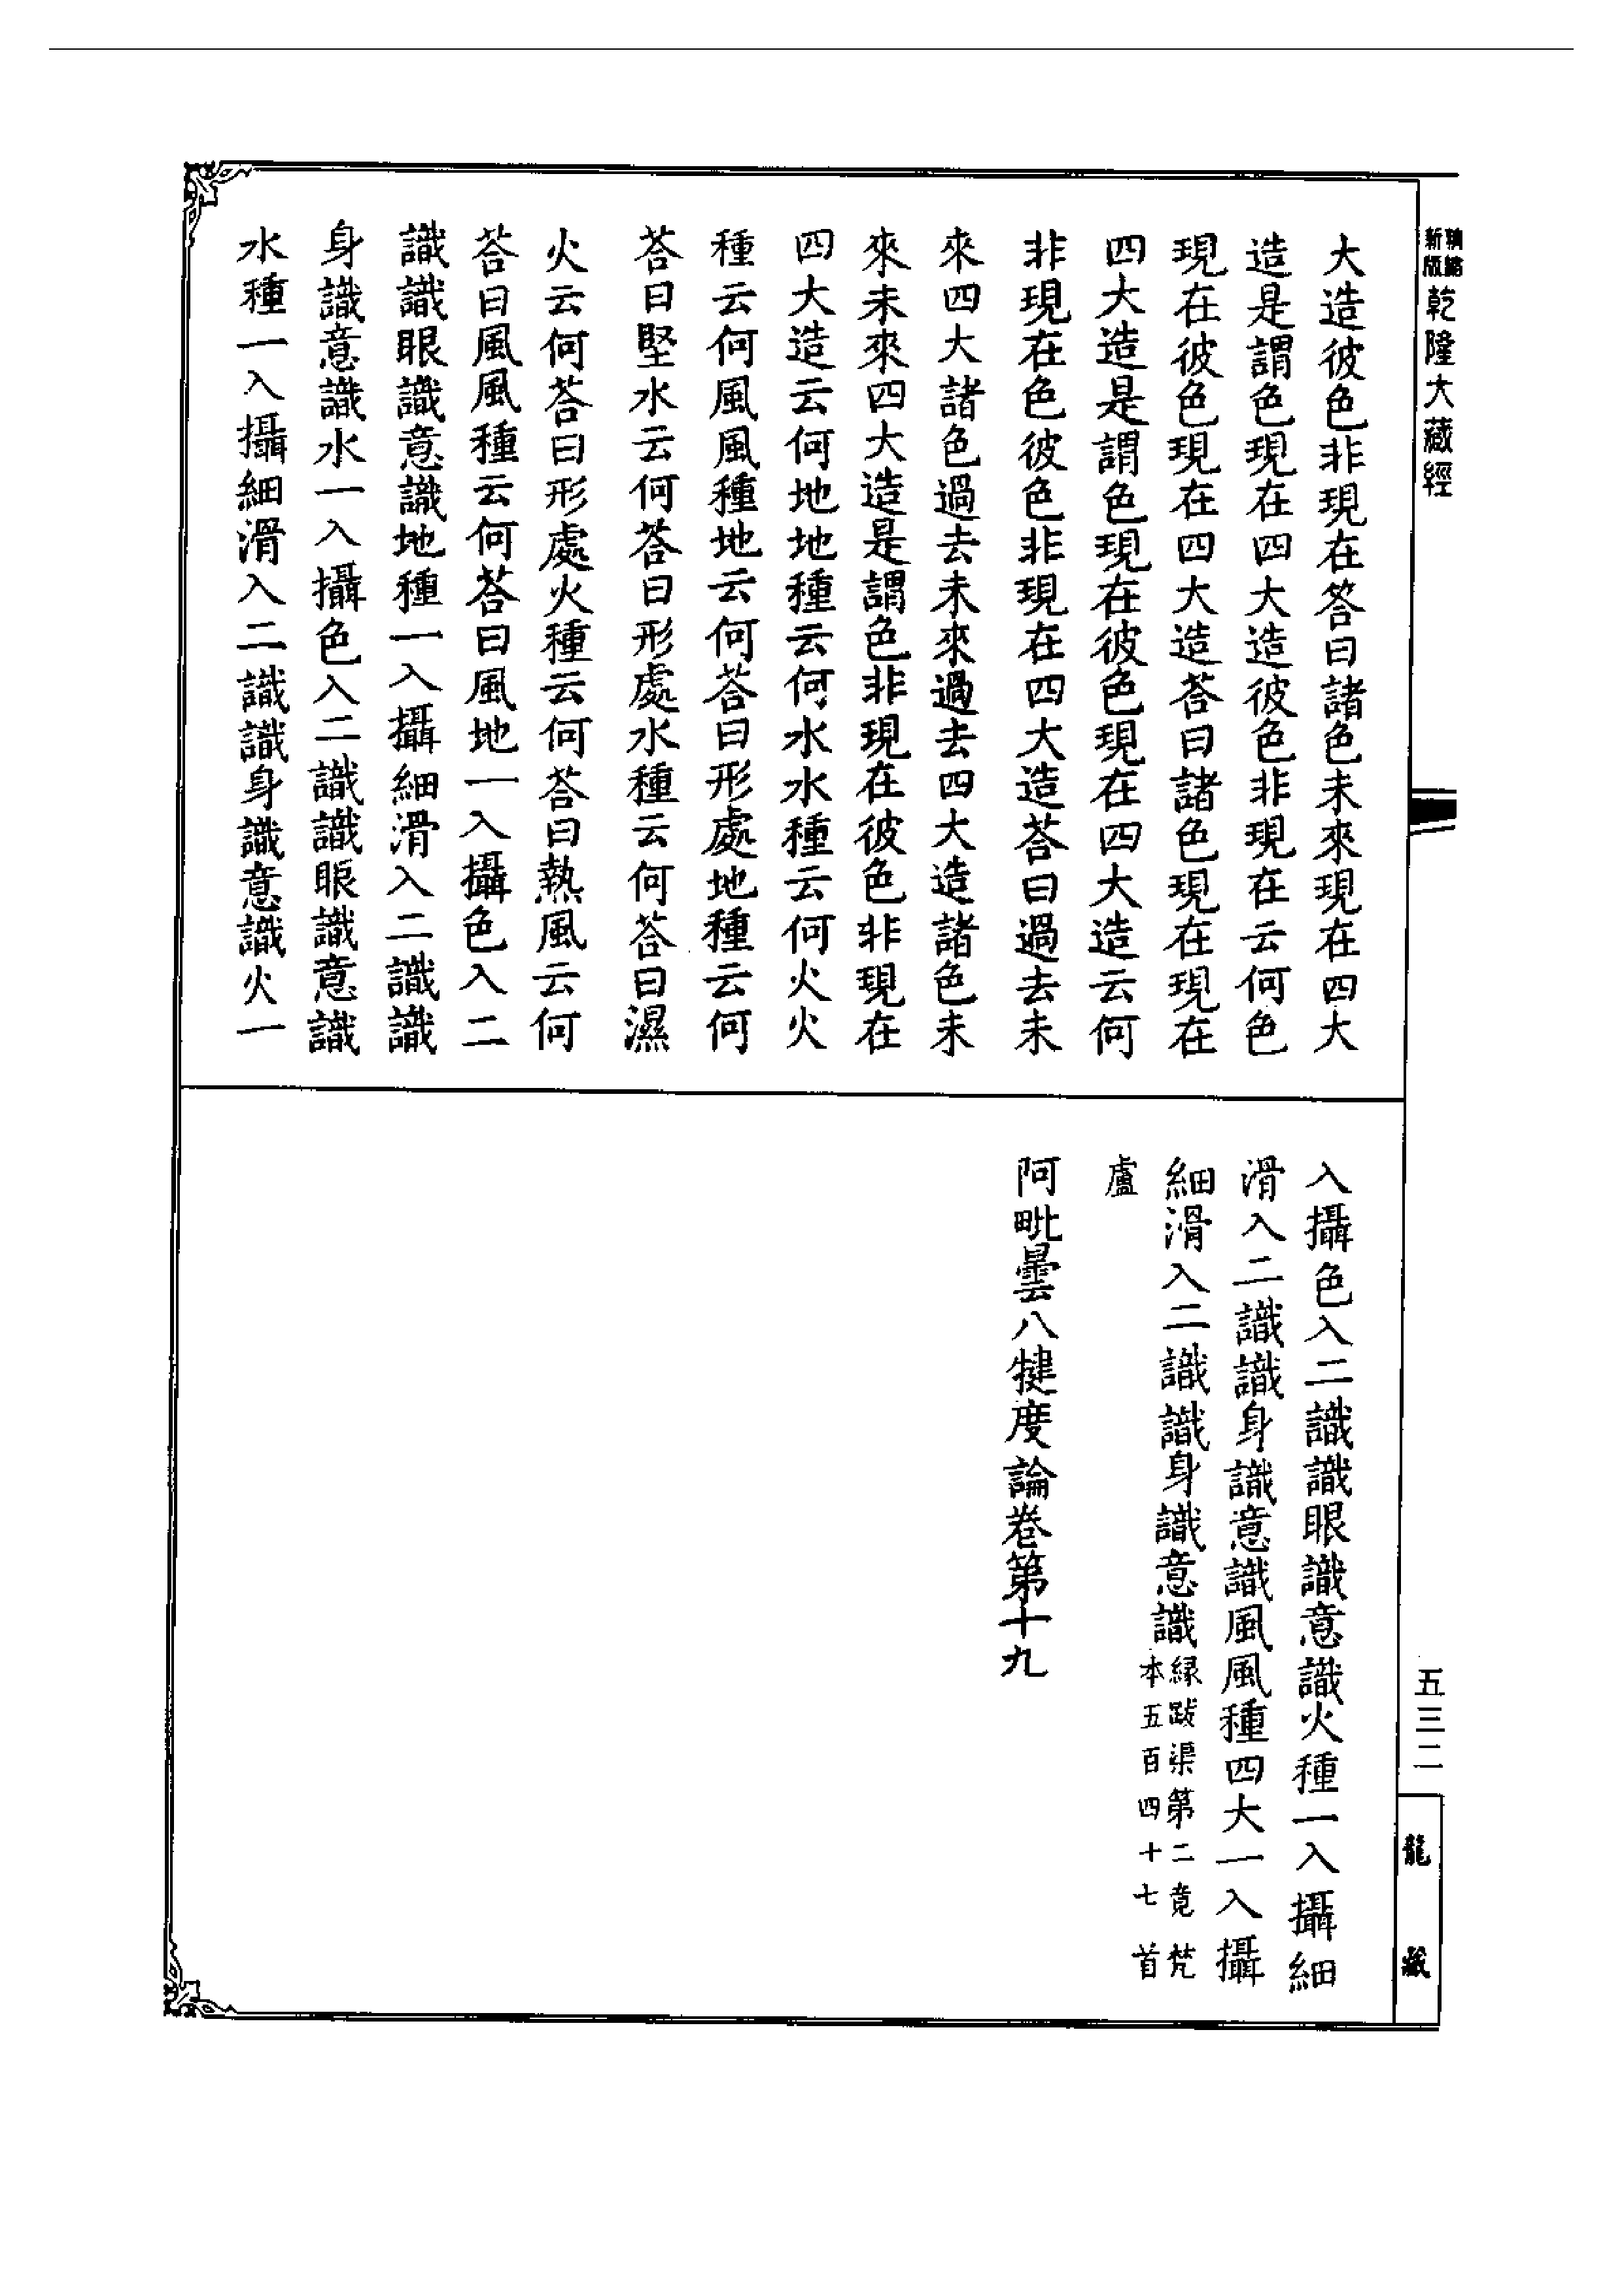 新版
乾隆大藏經
大造彼色非現在答曰諸色未來現在四大
造是謂色現在四大造彼色非現在云何色
現在彼色現在四大造荅曰諸色現在現在
四大造是謂色現在彼色現在四大造云何
非現在色彼色非現在四大造荅曰過去未
來四大諸色過去未來過去四大造諸色未
來未來四大造是謂色非現在彼色非現在
四大造云何地地種云何水水種云何火火
種云何風風種地云何荅曰形處地種云何
荅曰堅水云何荅曰形處水種云何荅曰濕
火云何荅曰形處火種云何荅曰熱風云何
荅曰風風種云何荅曰風地一入攝色入二
識識眼識意識地種一入攝細滑入二識識
身識意識水一入攝色入二識識眼識意識
水種一入攝細滑入二識識身識意識火一
入攝色入二識識眼識意識火種一入攝細
滑入二識識身識意識風風種四大一入攝
細滑入二識識身識意識緣跋渠第二竟梵本五百四十七首
盧
阿毗曇八犍度論卷第十九
五三二
龍藏